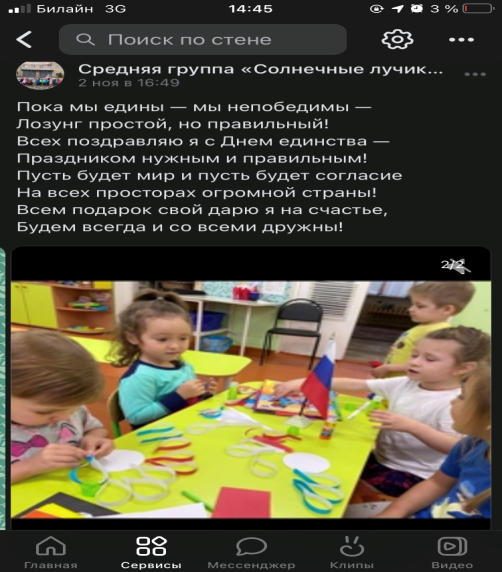 Билайн 3G 14:45 3 %
Поиск по стене
Средняя группа «Солнечные лучик...
2 ноя в 16:49
Пока мы едины — мы непобедимы —
Лозунг простой, но правильный!
Всех поздравляю я с Днем единства —
Праздником нужным и правильным!
Пусть будет мир и пусть будет согласие
На всех просторах огромной страны!
Всем подарок свой дарю я на счастье,
Будем всегда и со всеми дружны!
2/2
Главная Сервисы Мессенджер Клипы Видео